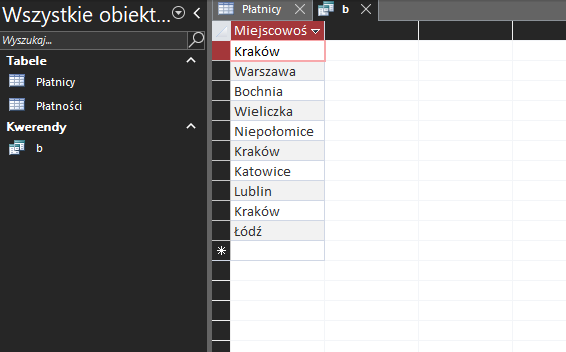 Wszystkie obiekt...
Wyszukaj...
Tabele
Płatnicy
Płatności
Kwerendy
b
Płatnicy
b
Miejscowoś
Kraków
Warszawa
Bochnia
Wieliczka
Niepołomice
Kraków
Katowice
Lublin
Kraków
Łódź